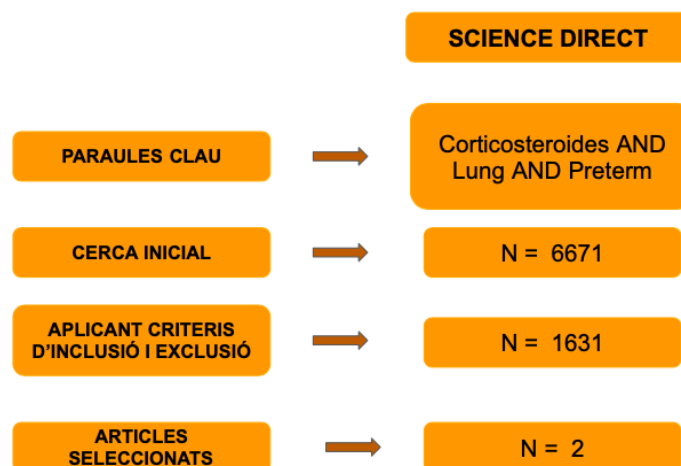 SCIENCE DIRECT
PARAULES CLAU
Corticosteroides AND
Lung AND Preterm
CERCA INICIAL
N = 6671
APLICANT CRITERIS
D'INCLUSIÓ I EXCLUSIÓ
N = 1631
ARTICLES
SELECCIONATS
N = 2